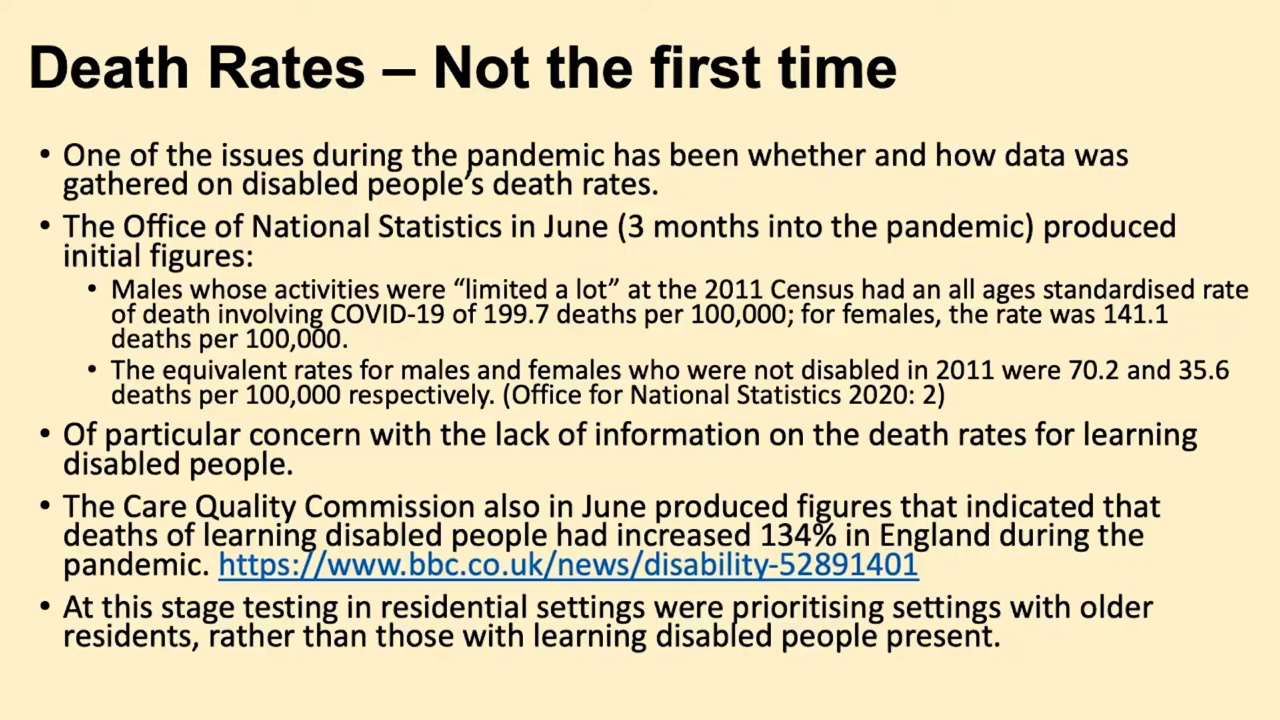 Death Rates – Not the first time
• One of the issues during the pandemic has been whether and how data was
gathered on disabled people's death rates.
• The Office of National Statistics in June (3 months into the pandemic) produced
initial figures:
• Males whose activities were “limited a lot” at the 2011 Census had an all ages standardised rate
of death involving COVID-19 of 199.7 deaths per 100,000; for females, the rate was 141.1
deaths per 100,000.
• The equivalent rates for males and females who were not disabled in 2011 were 70.2 and 35.6
deaths per 100,000 respectively. (Office for National Statistics 2020: 2)
• Of particular concern with the lack of information on the death rates for learning
disabled people.
• The Care Quality Commission also in June produced figures that indicated that
deaths of learning disabled people had increased 134% in England during the
pandemic. https://www.bbc.co.uk/news/disability-52891401
• At this stage testing in residential settings were prioritising settings with older
residents, rather than those with learning disabled people present.